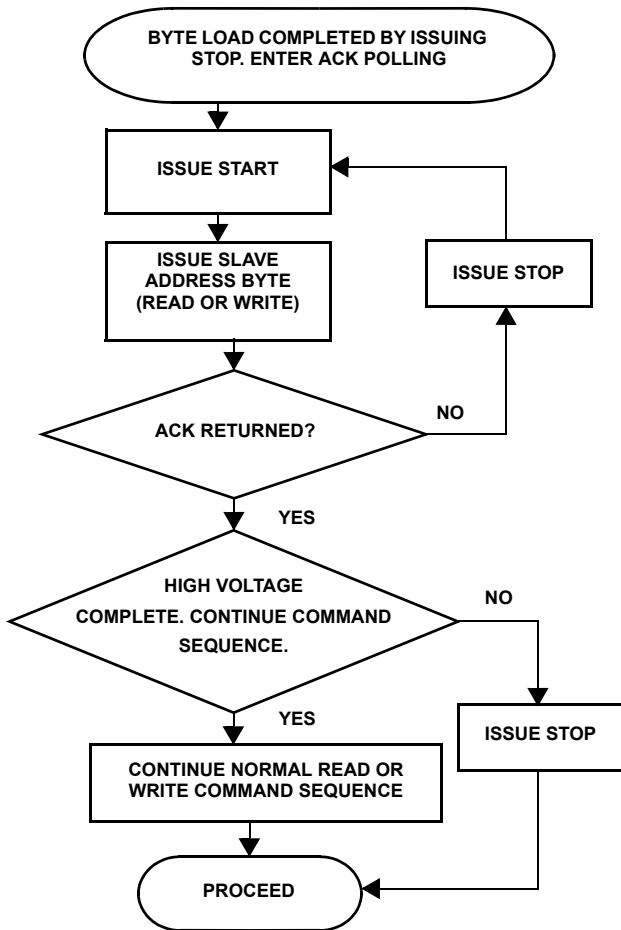 BYTE LOAD COMPLETED BY ISSUING
STOP. ENTER ACK POLLING
ISSUE START
ISSUE SLAVE
ADDRESS BYTE
(READ OR WRITE)
ISSUE STOP
ACK RETURNED?
NO
YES
HIGH VOLTAGE
COMPLETE. CONTINUE COMMAND
SEQUENCE.
NO
YES
ISSUE STOP
CONTINUE NORMAL READ OR
WRITE COMMAND SEQUENCE
PROCEED